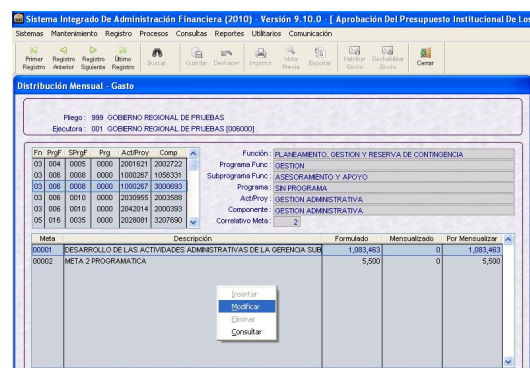 Sistema Integrado De Administración Financiera (2010) - Versión 9.10.0 - [ Aprobación Del Presupuesto Institucional De Los
Sistemas Mantenimiento Registro Procesos Consultas Reportes Utilitarios Comunicación
Primer Registro Registro Anterior Registro Siguiente Último Registro Buscar Guardar Deshacer Imprimir Vista Previa Exportar Habilitar Envío Deshabilitar Envío Cerrar
Distribución Mensual - Gasto
Pliego : 999 GOBIERNO REGIONAL DE PRUEBAS
Ejecutora : 001 GOBIERNO REGIONAL DE PRUEBAS [006000]
Fn PrgF SPrgF Prg Act/Proy Comp
03 004 0005 0000 2001621 2002722
03 006 0008 0000 1000267 1056331
03 006 0008 0000 1000267 3000693
03 006 0010 0000 2030955 2003588
03 006 0010 0000 2042014 2000393
05 016 0035 0000 2028081 3207690
Función : PLANEAMIENTO, GESTION Y RESERVA DE CONTINGENCIA
Programa Func : GESTION
Subprograma Func : ASESORAMIENTO Y APOYO
Programa : SIN PROGRAMA
Act/Proy : GESTION ADMINISTRATIVA
Componente : GESTION ADMINISTRATIVA
Correlativo Meta : 2
Meta Descripción Formulado Mensualizado Por Mensualizar
00001 DESARROLLO DE LAS ACTIVIDADES ADMINISTRATIVAS DE LA GERENCIA SUB 1,083,463 0 1,083,463
00002 META 2 PROGRAMATICA 5,500 0 5,500
Insertar
Modificar
Eliminar
Consultar